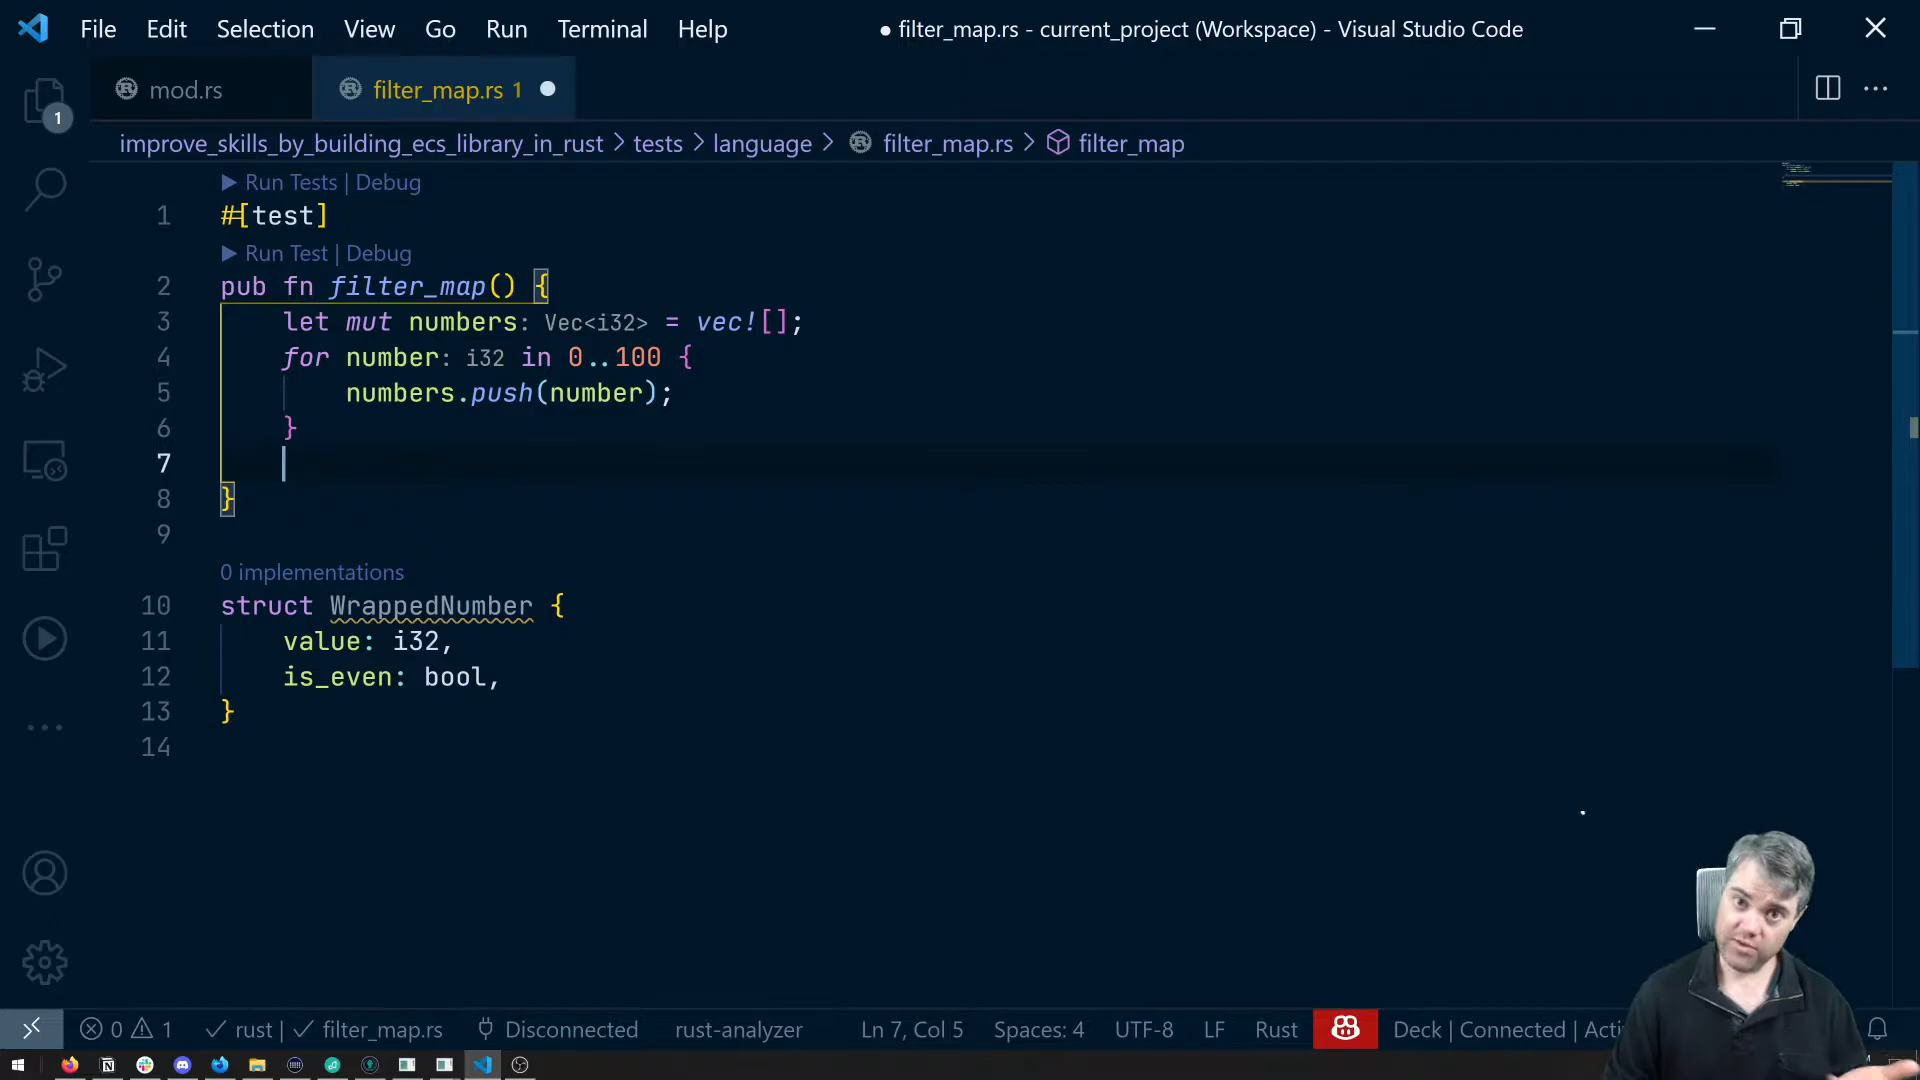 File Edit Selection View Go Run Terminal Help ● filter_map.rs - current_project (Workspace) - Visual Studio Code
mod.rs filter_map.rs 1
1
improve_skills_by_building_ecs_library_in_rust > tests > language > filter_map.rs > filter_map
▶ Run Tests | Debug
1 #[test]
▶ Run Test | Debug
2 pub fn filter_map() {
3 let mut numbers: Vec<i32> = vec![];
4 for number: i32 in 0..100 {
5 numbers.push(number);
6 }
7
8 }
9
0 implementations
10 struct WrappedNumber {
11 value: i32,
12 is_even: bool,
13 }
14
0 1 rust | filter_map.rs Disconnected rust-analyzer Ln 7, Col 5 Spaces: 4 UTF-8 LF Rust Deck | Connected |